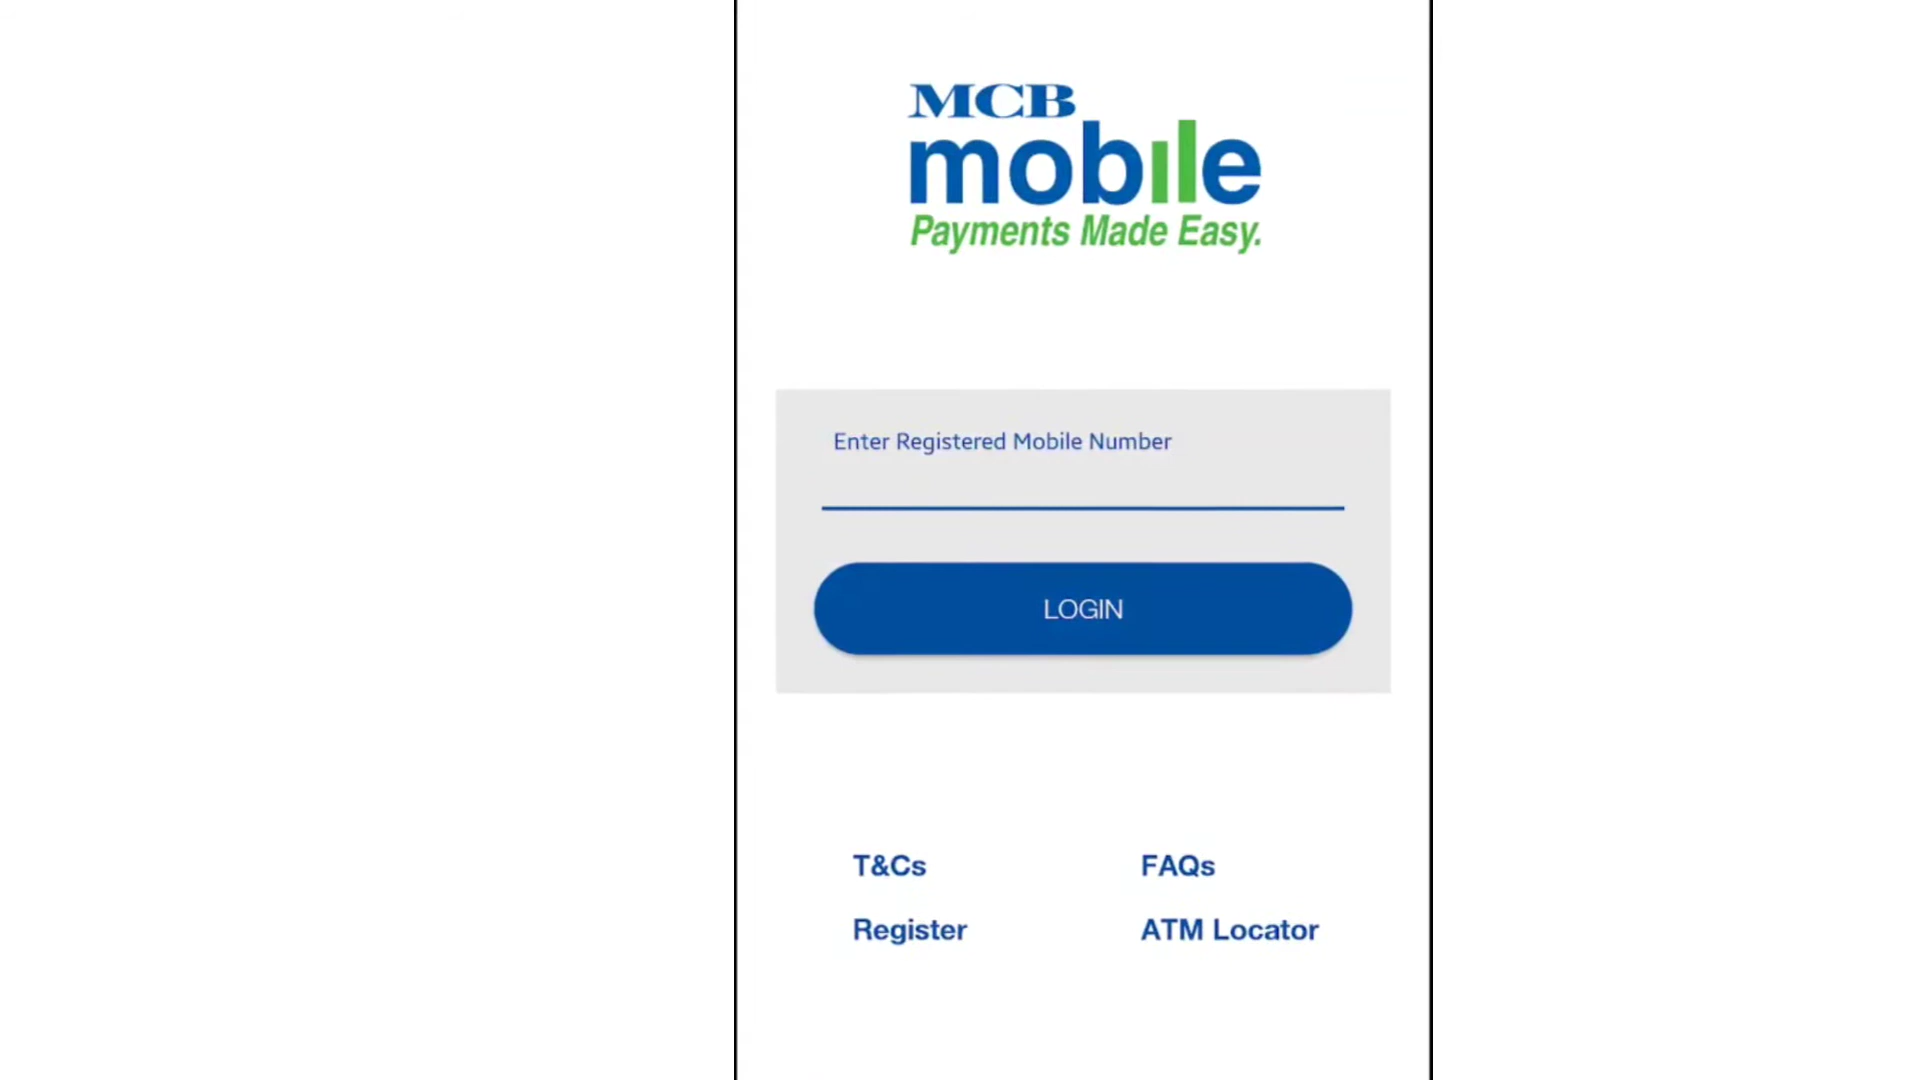 MCB
mobile
Payments Made Easy.
Enter Registered Mobile Number
LOGIN
T&Cs
FAQs
Register
ATM Locator